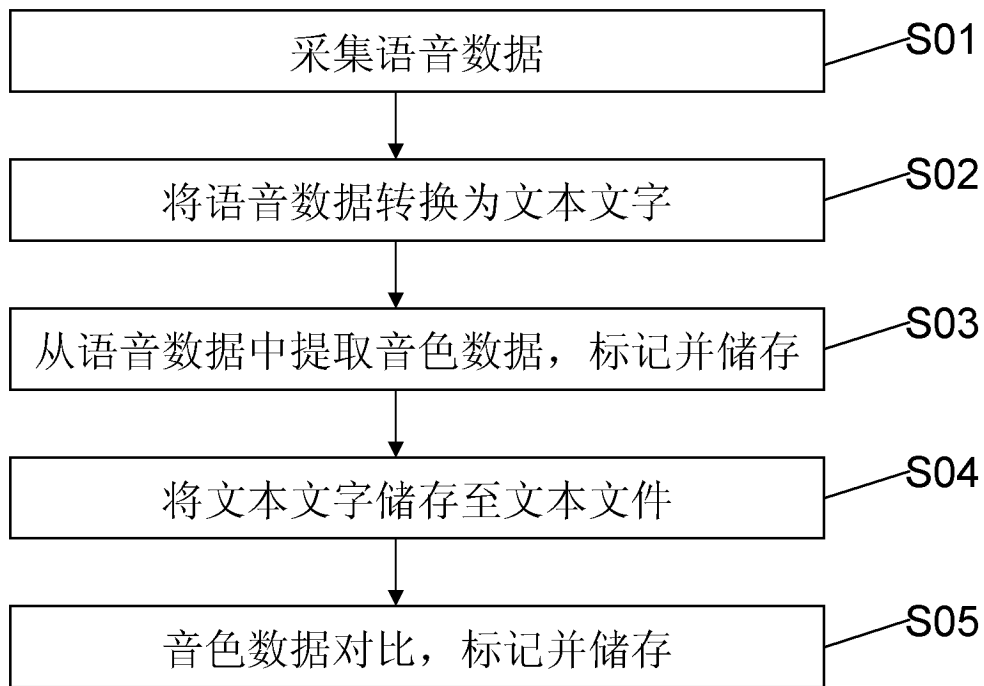 采集语音数据
S01
将语音数据转换为文本文字
S02
从语音数据中提取音色数据，标记并储存
S03
将文本文字储存至文本文件
S04
音色数据对比，标记并储存
S05